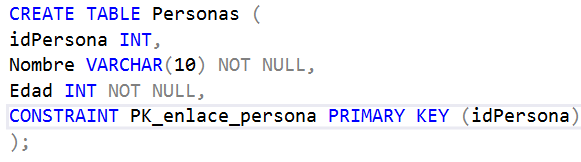 CREATE TABLE Personas (
idPersona INT,
Nombre VARCHAR(10) NOT NULL,
Edad INT NOT NULL,
CONSTRAINT PK_enlace_persona PRIMARY KEY (idPersona)
);